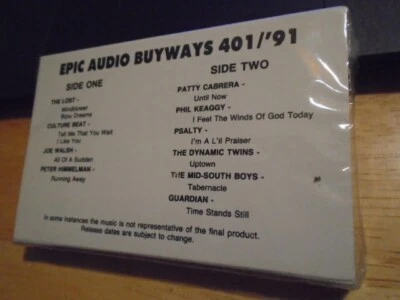 EPIC AUDIO BUYWAYS 401/'91
SIDE ONE
THE LOST -
Mindblower
Blow Dreams
CULTURE BEAT -
Tell Me That You Wait
I Like You
JOE WALSH -
All Of A Sudden
PETER HIMMELMAN -
Running Away
SIDE TWO
PATTY CABRERA -
Until Now
PHIL KEAGGY -
I Feel The Winds Of God Today
PSALTY -
I'm A L'il Praiser
THE DYNAMIC TWINS -
Uptown
THE MID-SOUTH BOYS -
Tabernacle
GUARDIAN -
Time Stands Still
In some instances the music is not representative of the final product.
Release dates are subject to change.